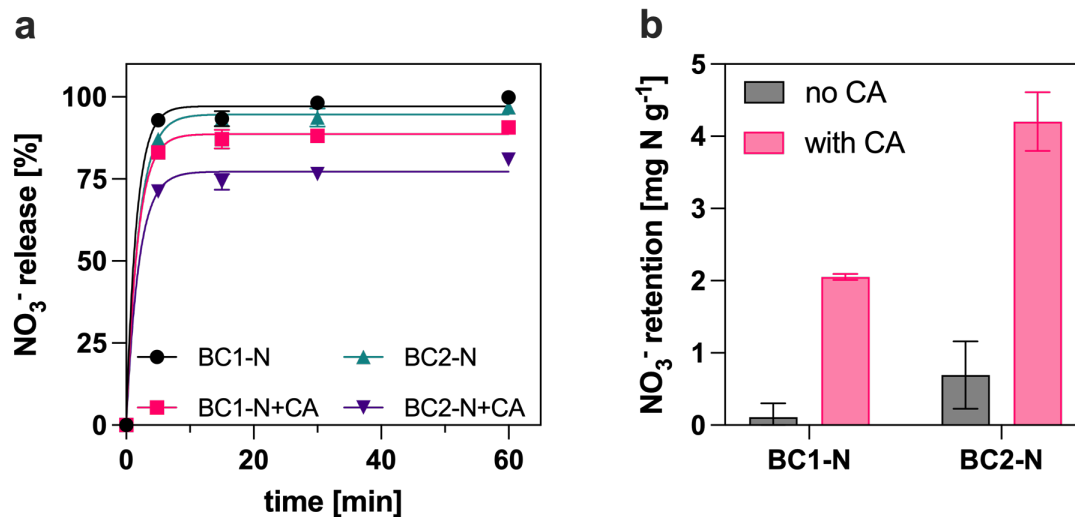 a
NO₃⁻ release [%]
100
75
50
25
0
0 20 40 60
time [min]
BC1-N
BC2-N
BC1-N+CA
BC2-N+CA
b
NO₃⁻ retention [mg N g⁻¹]
5
4
3
2
1
0
no CA
with CA
BC1-N BC2-N